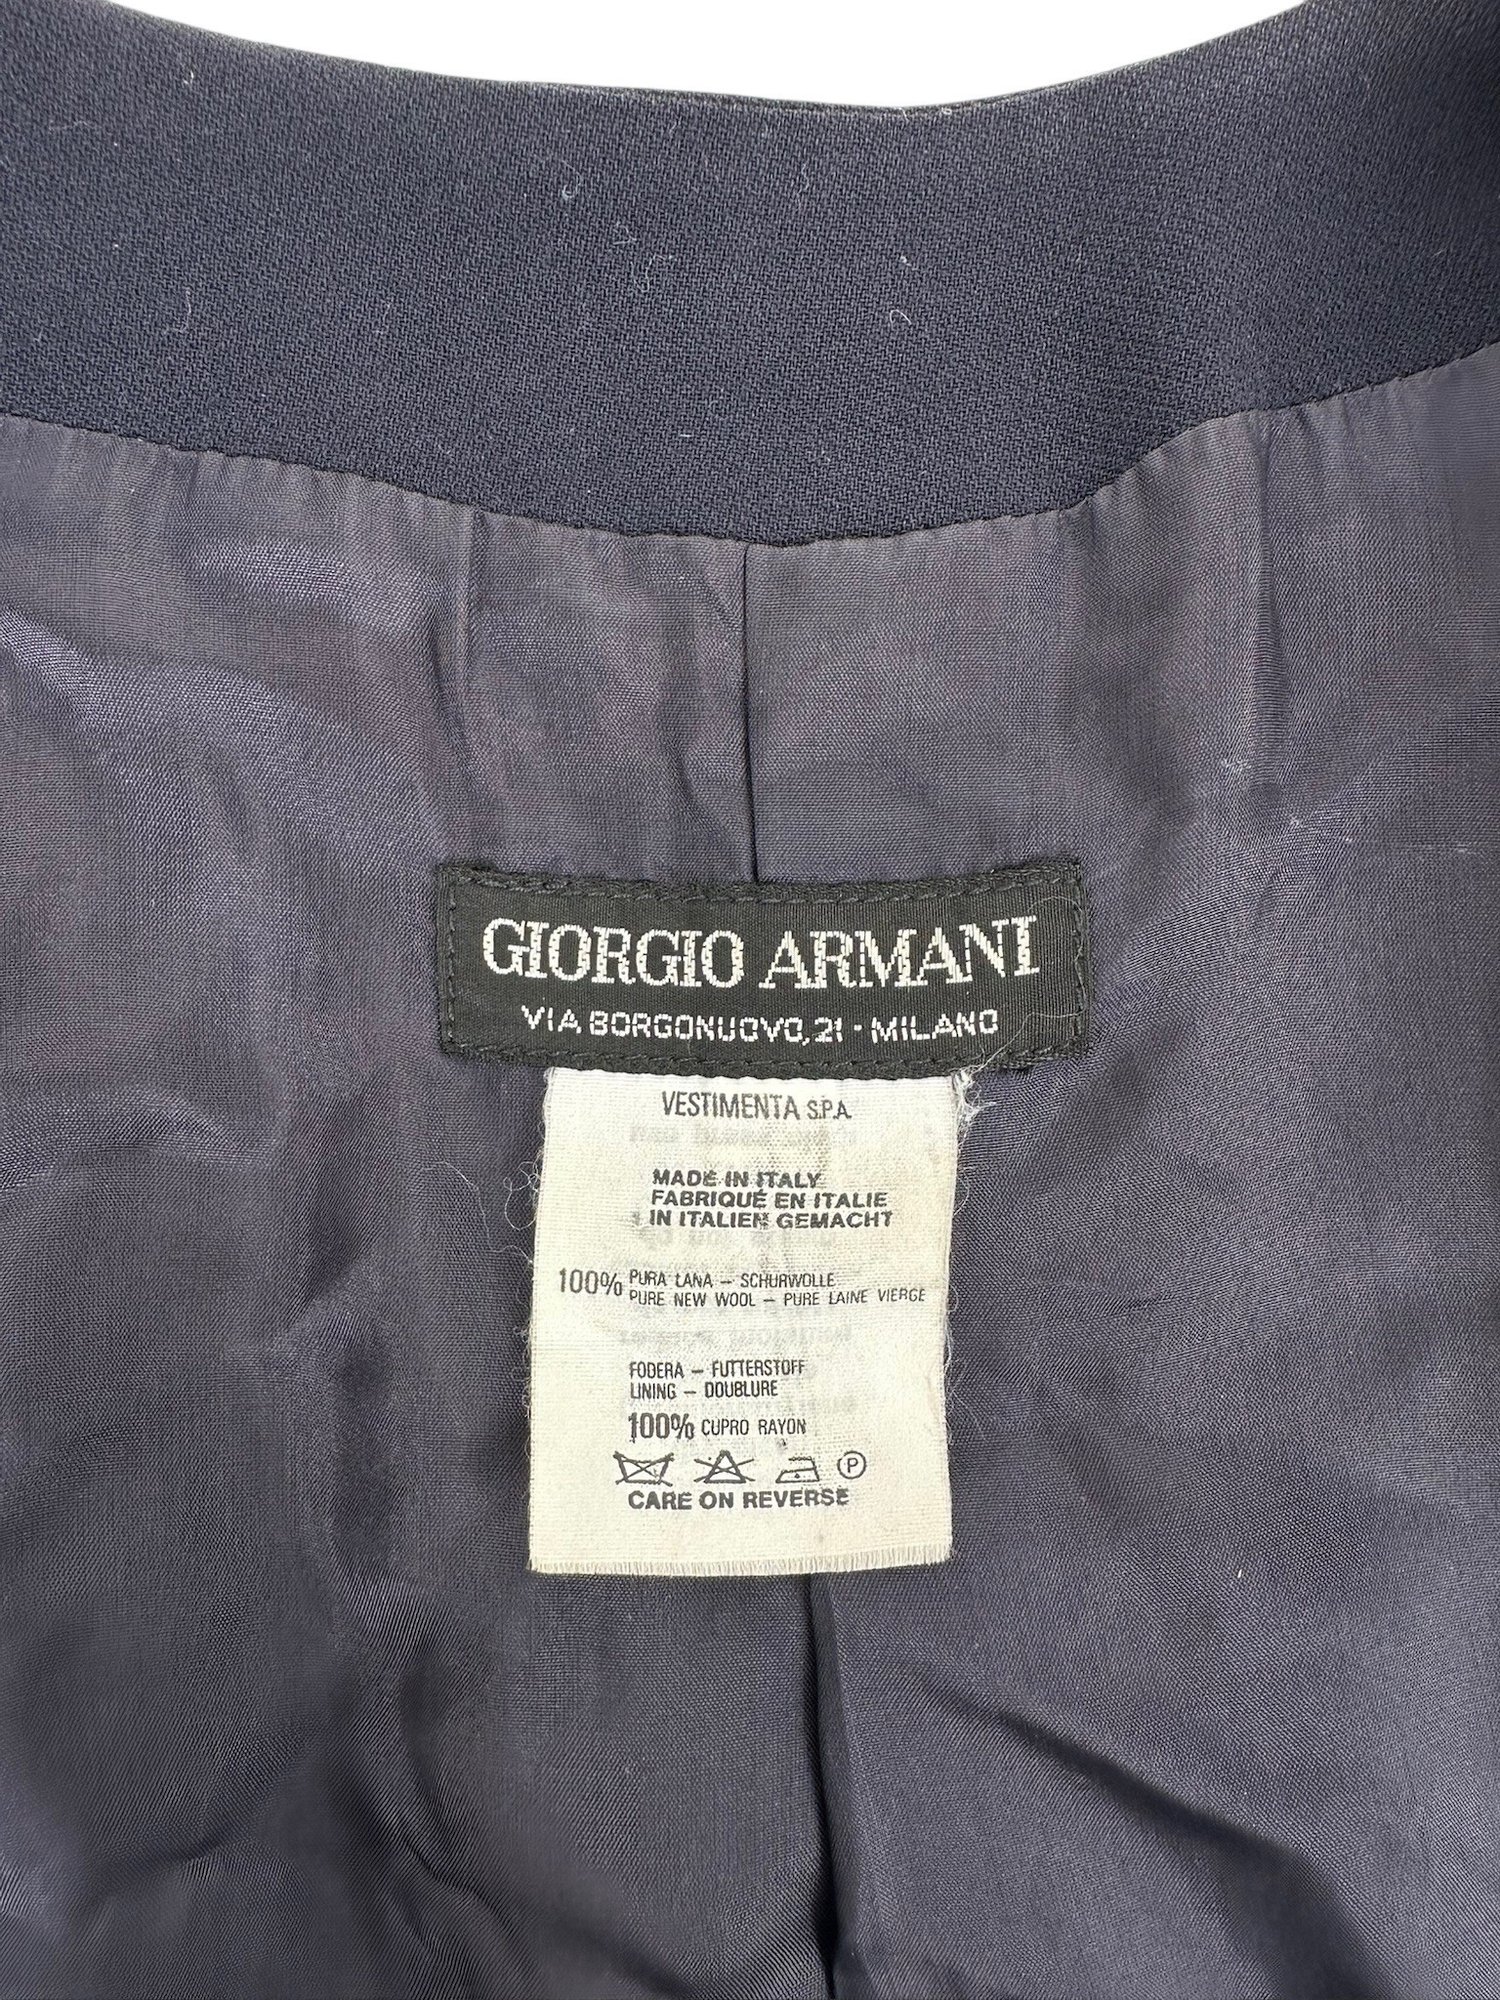 GIORGIO ARMANI
VIA BORGONUOVO, 21 · MILANO
VESTIMENTA S.P.A.
MADE IN ITALY
FABRIQUÉ EN ITALIE
IN ITALIEN GEMACHT
100% PURA LANA – SCHURWOLLE
PURE NEW WOOL – PURE LAINE VIERGE
FODERA – FUTTERSTOFF
LINING – DOUBLURE
100% CUPRO RAYON
P
CARE ON REVERSE